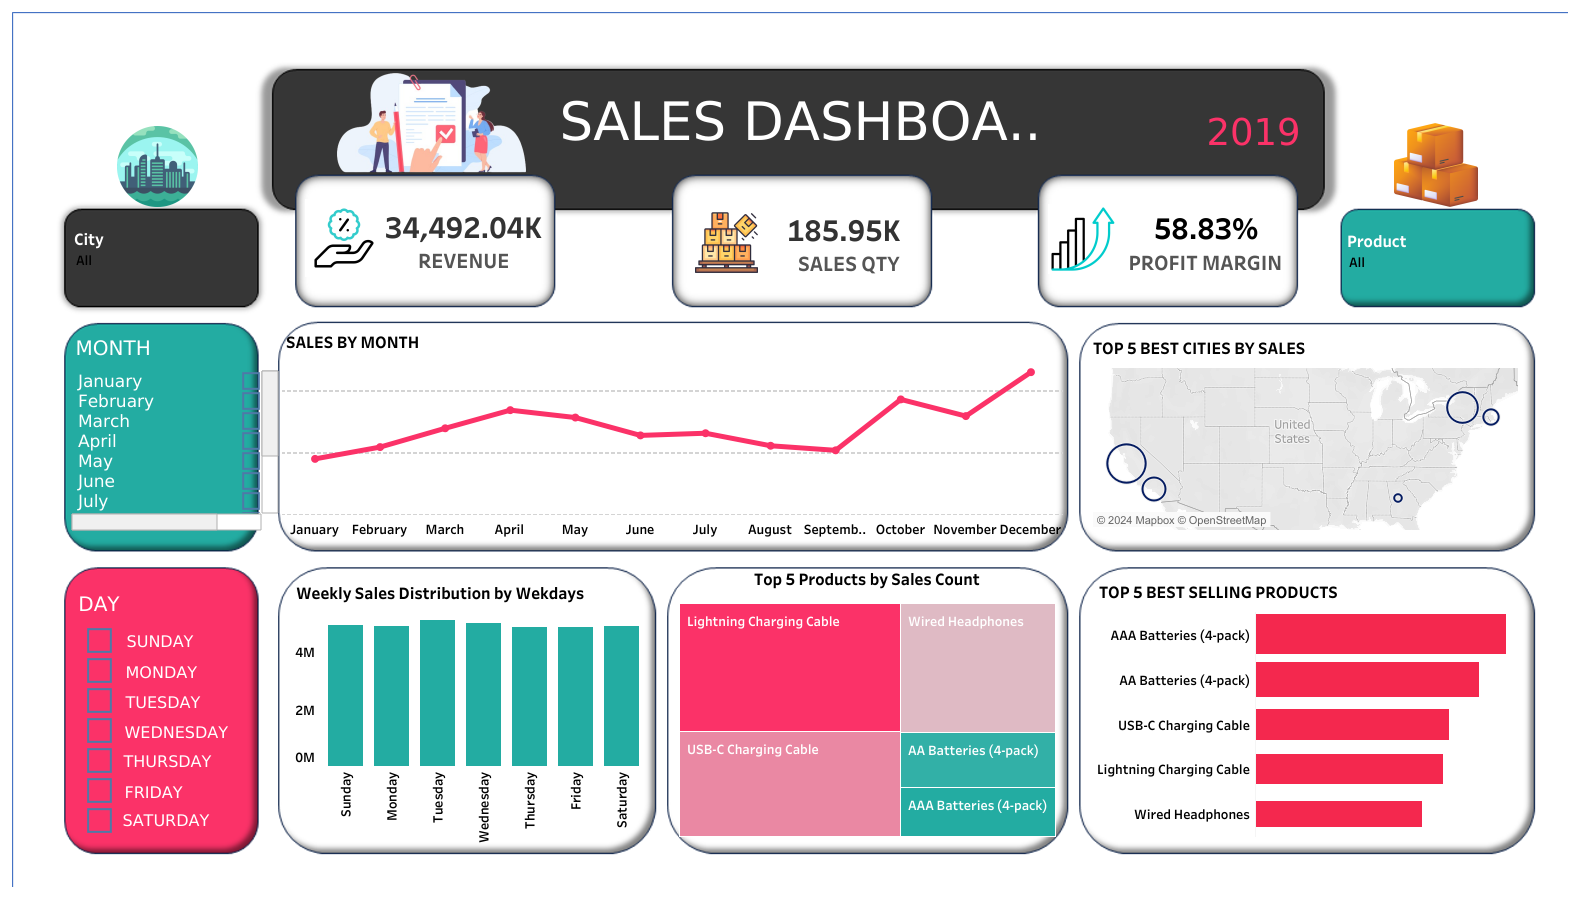 SALES DASHBOA..
2019
City
All
34,492.04K
REVENUE
185.95K
SALES QTY
58.83%
PROFIT MARGIN
Product
All
MONTH
January
February
March
April
May
June
July
SALES BY MONTH
January February March April May June July August Septemb.. October November December
TOP 5 BEST CITIES BY SALES
United
States
© 2024 Mapbox © OpenStreetMap
DAY
SUNDAY
MONDAY
TUESDAY
WEDNESDAY
THURSDAY
FRIDAY
SATURDAY
Weekly Sales Distribution by Wekdays
4M
2M
0M
Sunday
Monday
Tuesday
Wednesday
Thursday
Friday
Saturday
Top 5 Products by Sales Count
Lightning Charging Cable
Wired Headphones
USB-C Charging Cable
AA Batteries (4-pack)
AAA Batteries (4-pack)
TOP 5 BEST SELLING PRODUCTS
AAA Batteries (4-pack)
AA Batteries (4-pack)
USB-C Charging Cable
Lightning Charging Cable
Wired Headphones